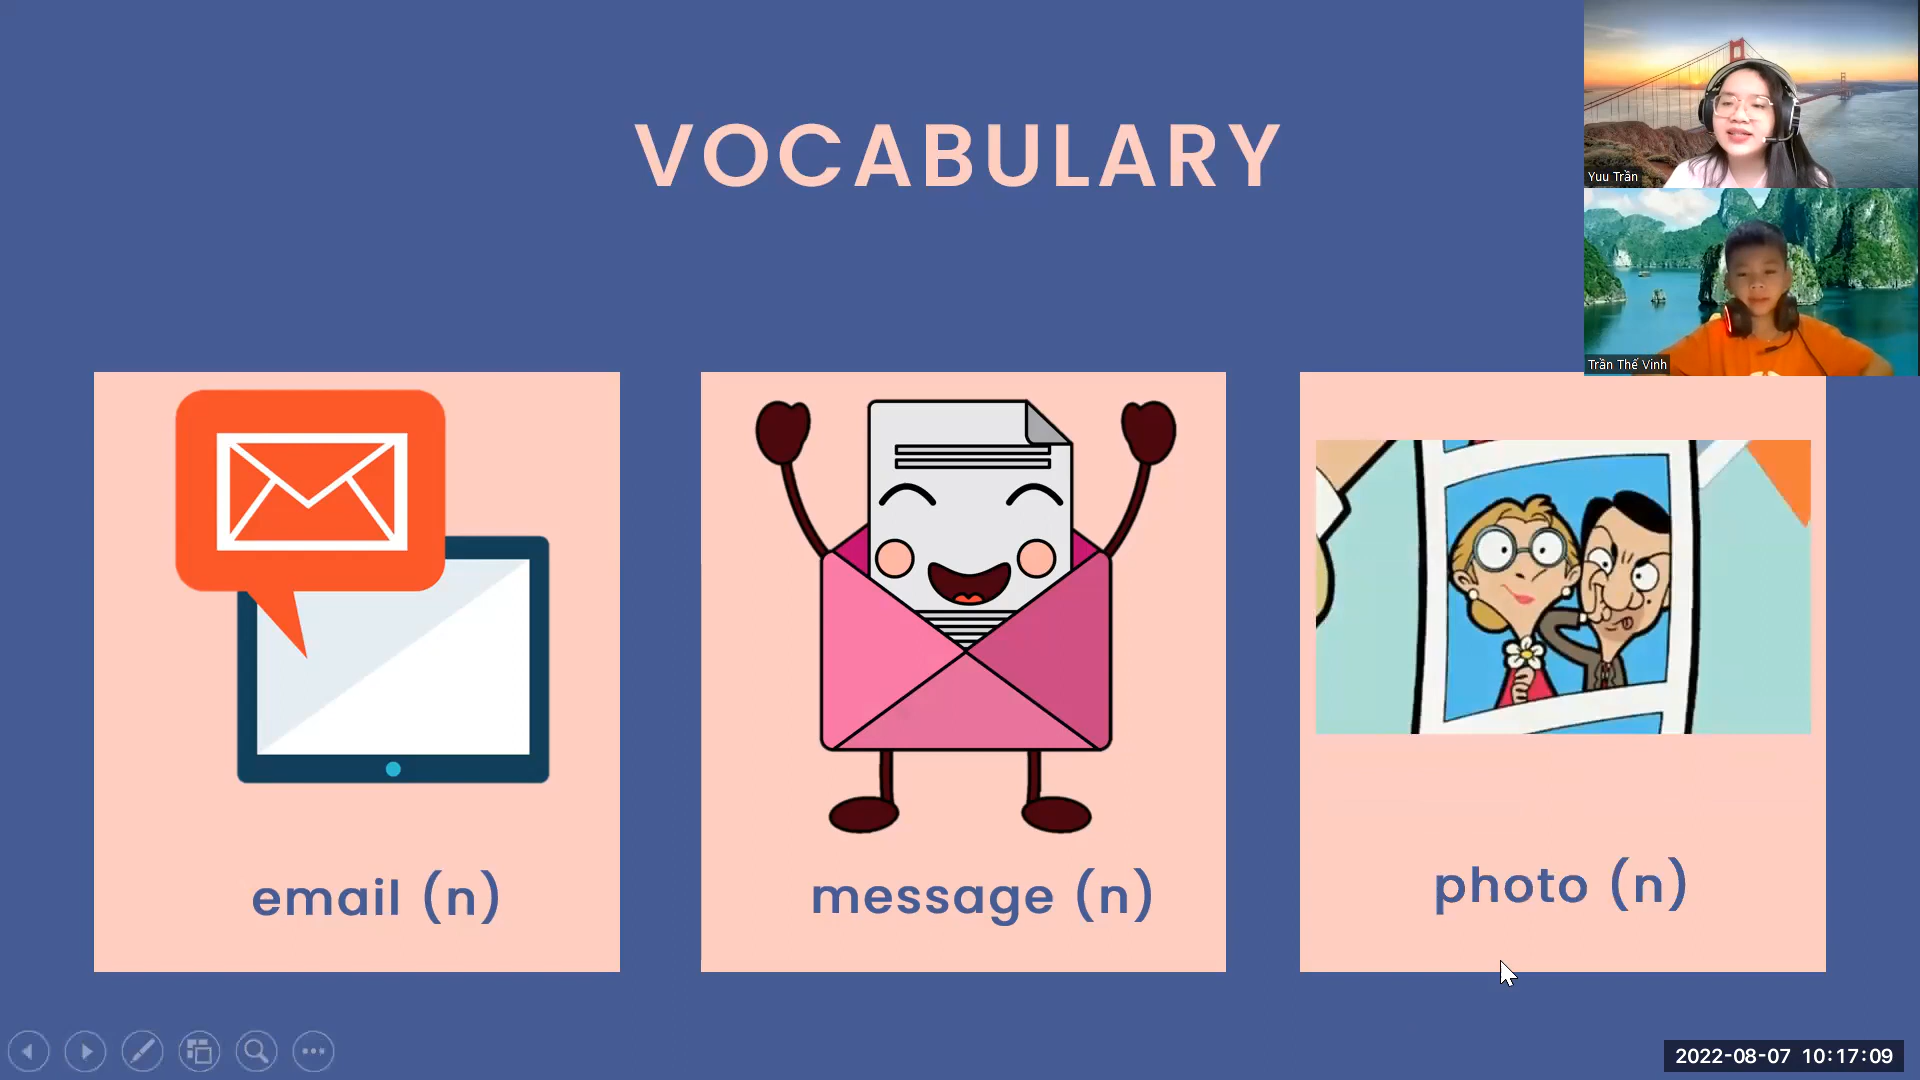 VOCABULARY
Yuu Trần
Trần Thế Vinh
email (n)
message (n)
photo (n)
2022-08-07 10:17:09